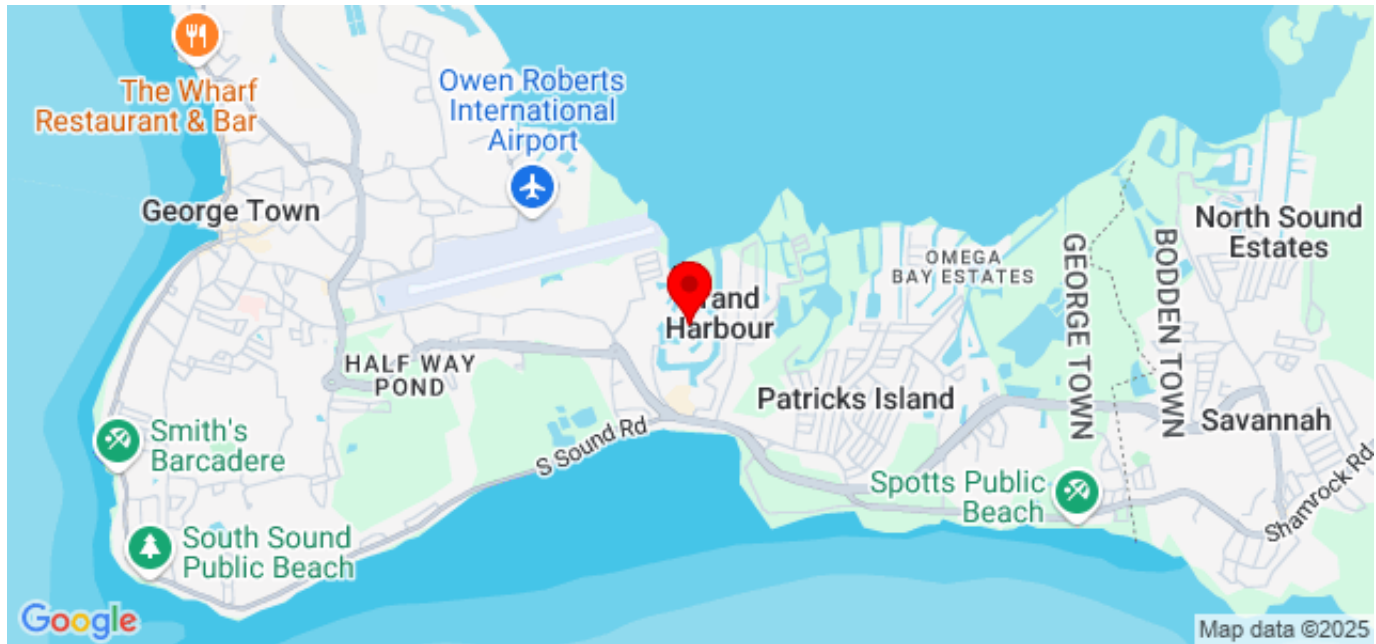 The Wharf
Restaurant & Bar
Owen Roberts
International
Airport
George Town
North Sound
Estates
OMEGA
BAY ESTATES
GEORGE TOWN
BODDEN TOWN
rand
Harbour
HALF WAY
POND
Patricks Island
Savannah
Smith's
Barcadere
S Sound Rd
Spotts Public
Beach
Shamrock Rd
South Sound
Public Beach
Google
Map data ©2025